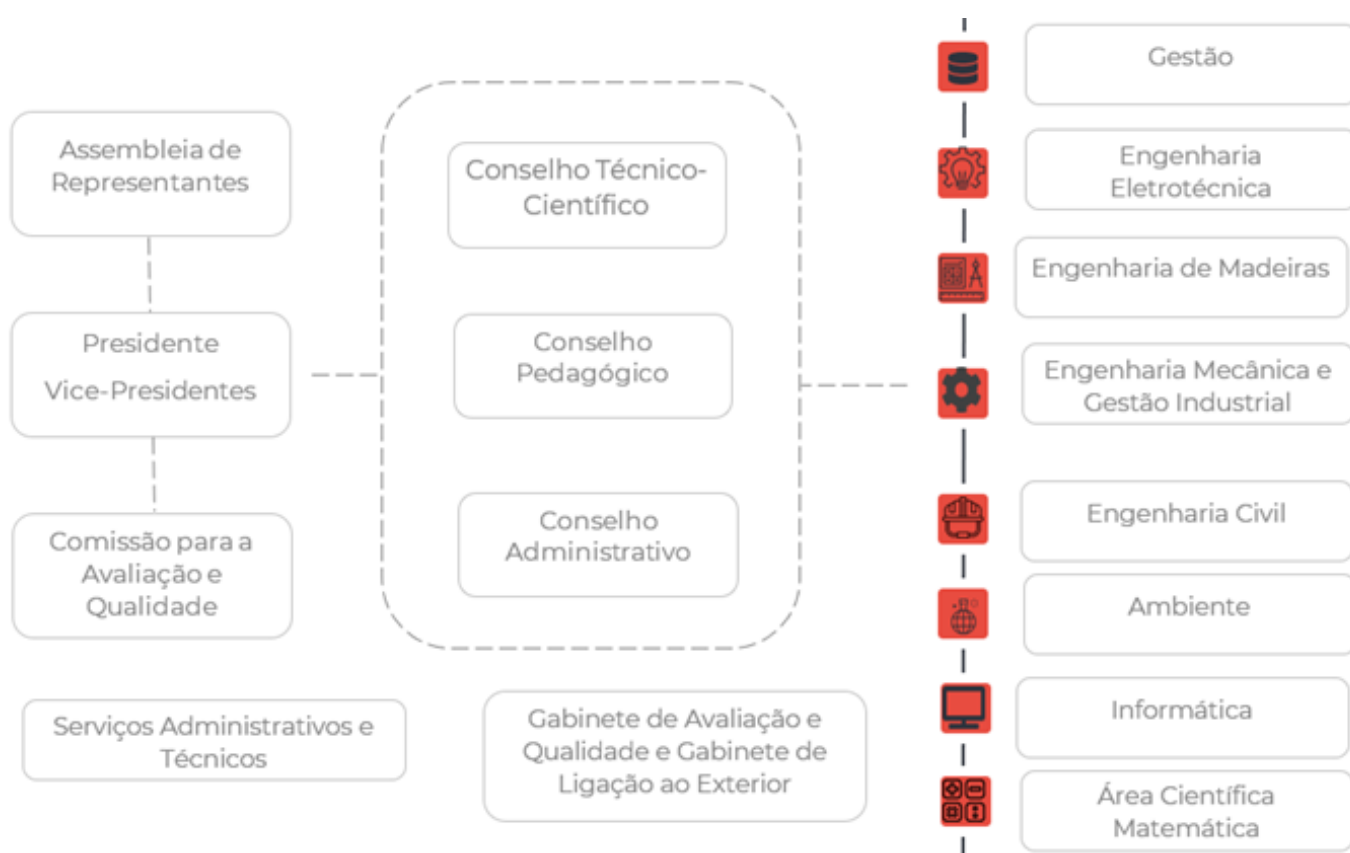 Assembleia de
Representantes
Presidente
Vice-Presidentes
Comissão para a
Avaliação e
Qualidade
Serviços Administrativos e
Técnicos
Conselho Técnico-
Científico
Conselho
Pedagógico
Conselho
Administrativo
Gabinete de Avaliação e
Qualidade e Gabinete de
Ligação ao Exterior
Gestão
Engenharia
Eletrotécnica
Engenharia de Madeiras
Engenharia Mecânica e
Gestão Industrial
Engenharia Civil
Ambiente
Informática
Área Científica
Matemática